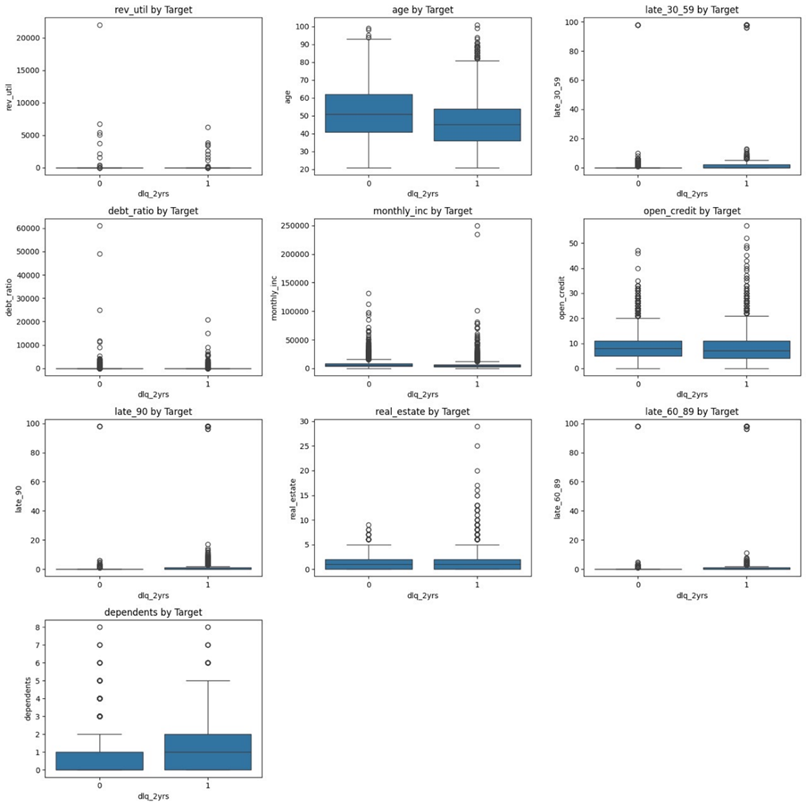 rev_util by Target
20000
15000
10000
5000
0
rev_util
0 1
dlq_2yrs
age by Target
100
90
80
70
60
50
40
30
20
age
0 1
dlq_2yrs
late_30_59 by Target
100
80
60
40
20
0
late_30_59
0 1
dlq_2yrs
debt_ratio by Target
60000
50000
40000
30000
20000
10000
0
debt_ratio
0 1
dlq_2yrs
monthly_inc by Target
250000
200000
150000
100000
50000
0
monthly_inc
0 1
dlq_2yrs
open_credit by Target
50
40
30
20
10
0
open_credit
0 1
dlq_2yrs
late_90 by Target
100
80
60
40
20
0
late_90
0 1
dlq_2yrs
real_estate by Target
30
25
20
15
10
5
0
real_estate
0 1
dlq_2yrs
late_60_89 by Target
100
80
60
40
20
0
late_60_89
0 1
dlq_2yrs
dependents by Target
8
7
6
5
4
3
2
1
0
dependents
0 1
dlq_2yrs